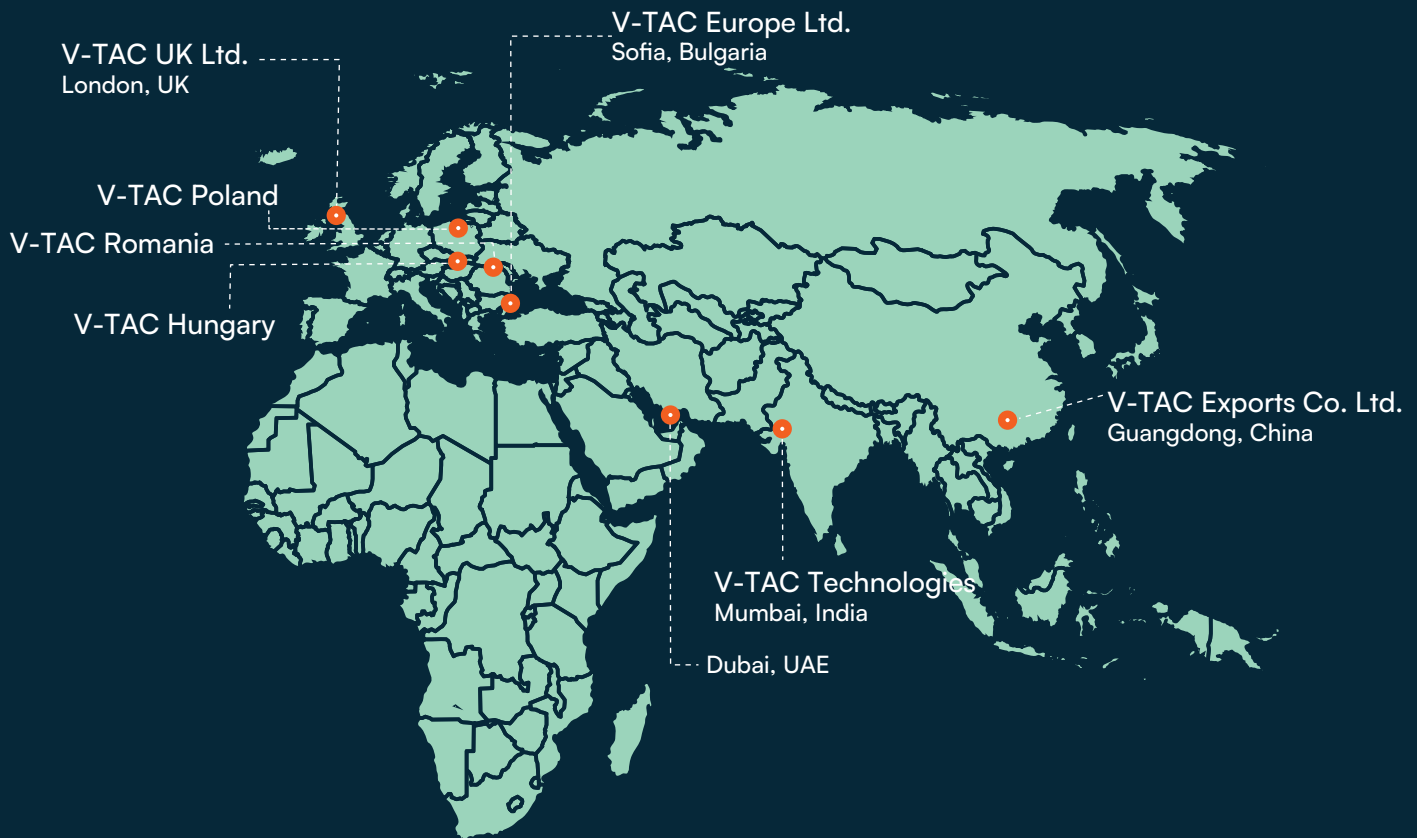 V-TAC Europe Ltd.
Sofia, Bulgaria
V-TAC UK Ltd.
London, UK
V-TAC Poland
V-TAC Romania
V-TAC Hungary
V-TAC Exports Co. Ltd.
Guangdong, China
V-TAC Technologies
Mumbai, India
Dubai, UAE